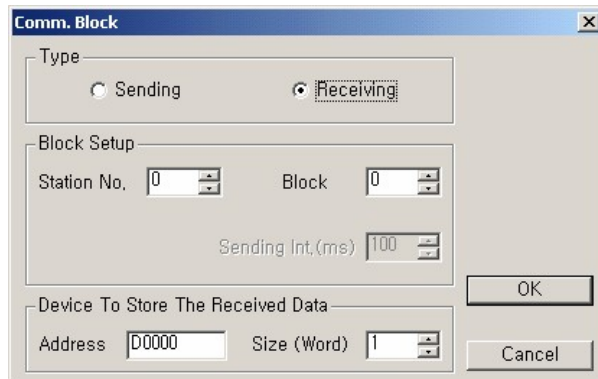 Comm. Block
Type
Sending Receiving
Block Setup
Station No. 0 Block 0
Sending Int.(ms) 100
OK
Device To Store The Received Data
Address D0000 Size (Word) 1
Cancel